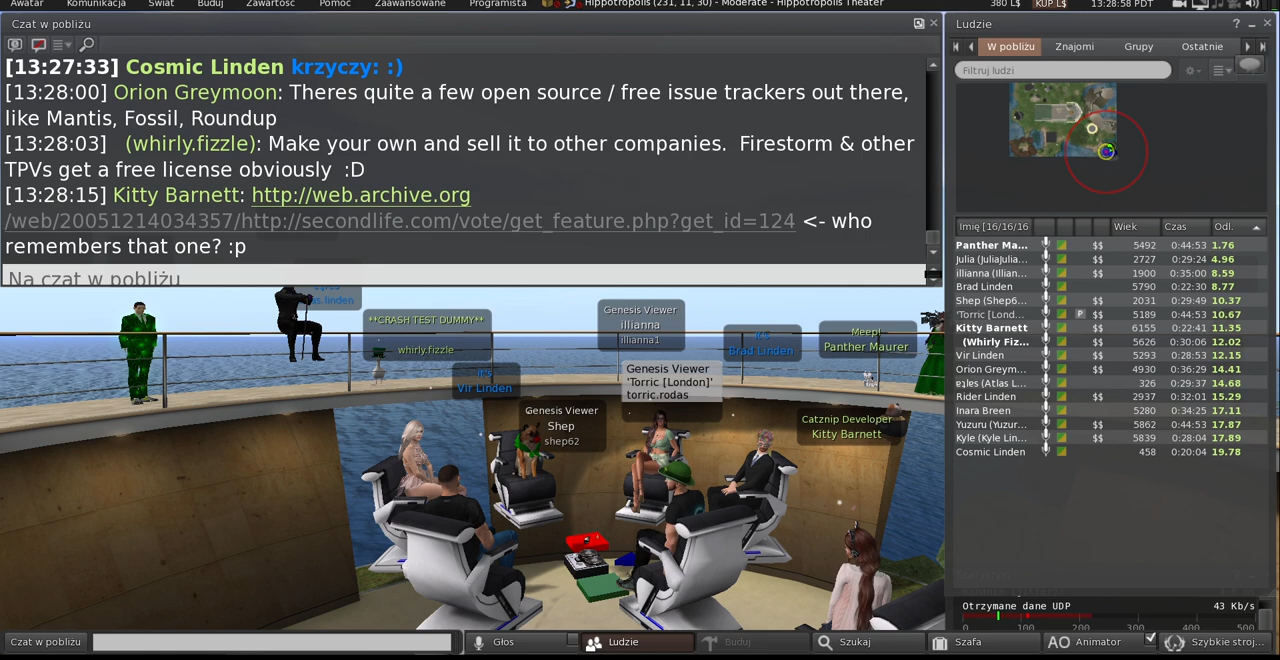 Awatar Komunikacja Świat Buduj Zawartość Pomoc Zaawansowane Programista Hippotropolis (231, 11, 30) - Moderate - Hippotropolis Theater 380 L$ KUP L$ 13:28:58 PDT
Czat w pobliżu
[13:27:33] Cosmic Linden krzyczy: :)
[13:28:00] Orion Greymoon: Theres quite a few open source / free issue trackers out there,
like Mantis, Fossil, Roundup
[13:28:03] (whirly.fizzle): Make your own and sell it to other companies. Firestorm & other
TPVs get a free license obviously :D
[13:28:15] Kitty Barnett: http://web.archive.org
/web/20051214034357/http://secondlife.com/vote/get_feature.php?get_id=124 <- who
remembers that one? :p
Na czat w pobliżu
as.linden
**CRASH TEST DUMMY**
whirly.fizzle
it's
Vir Linden
Genesis Viewer
illianna
illianna1
it's
Brad Linden
Meep!
Panther Maurer
Genesis Viewer
'Torric [London]'
torric.rodas
Genesis Viewer
Shep
shep62
Catznip Developer
Kitty Barnett
Ludzie
W pobliżu Znajomi Grupy Ostatnie
Filtruj ludzi
Imię [16/16/16 Wiek Czas Odl.
Panther Ma... $$ 5492 0:44:53 1.76
Julia (JuliaJulia... $$ 2727 0:29:24 4.96
illianna (Illian... $$ 1900 0:35:00 8.59
Brad Linden 5790 0:22:30 8.77
Shep (Shep6... $$ 2031 0:29:49 10.37
'Torric [Lond... P $$ 5189 0:44:53 10.67
Kitty Barnett $$ 6155 0:22:41 11.35
(Whirly Fiz... $$ 5626 0:30:06 12.02
Vir Linden $$ 5293 0:28:53 12.15
Orion Greym... $$ 4930 0:36:29 14.41
(Atlas L... 326 0:29:37 14.68
Rider Linden $$ 2937 0:32:01 15.29
Inara Breen 5280 0:34:25 17.11
Yuzuru (Yuzur... $$ 5862 0:44:53 17.87
Kyle (Kyle Lin... $$ 5839 0:28:04 17.89
Cosmic Linden 458 0:20:04 19.78
Otrzymane dane UDP 43 Kb/s
0 100 200 300 400 500
Czat w pobliżu Głos Ludzie Buduj Szukaj Szafa AO Animator Szybkie stroj...